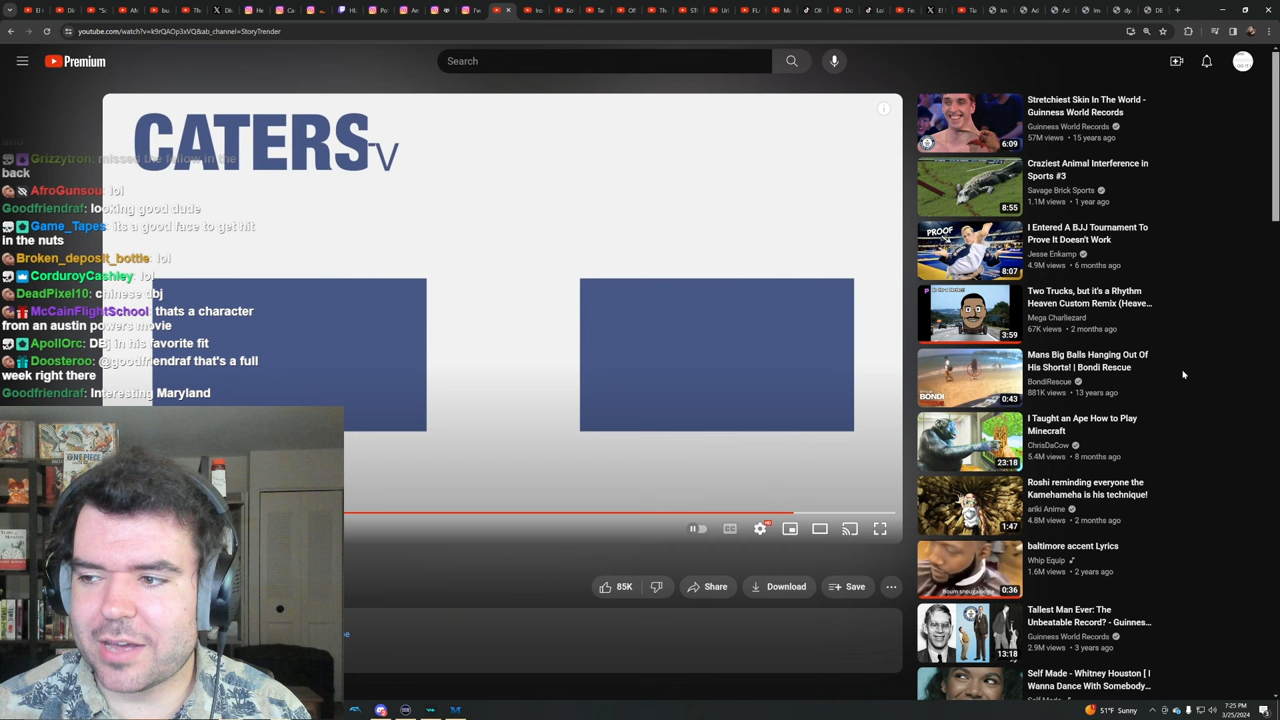 youtube.com/watch?v=k9rQAOp3xVQ&ab_channel=StoryTrender
Premium
Search
CATERS
V
Grizzytron: missed the fellow in the
back
AfroGunsou: lol
Goodfriendraf: looking good dude
Game_Tapes: its a good face to get hit
in the nuts
Broken_deposit_bottle: lol
CorduroyCashley: lol
DeadPixel10: chinese dbj
McCainFlightSchool: thats a character
from an austin powers movie
ApollOrc: DBj in his favorite fit
Doosteroo: @goodfriendraf that's a full
week right there
Goodfriendraf: Interesting Maryland
ONE PIECE
CC
HD
85K
Share
Download
Save
Stretchiest Skin In The World -
Guinness World Records
Guinness World Records
57M views • 15 years ago
6:09
Craziest Animal Interference in
Sports #3
Savage Brick Sports
1.1M views • 1 year ago
8:55
PROOF
I Entered A BJJ Tournament To
Prove It Doesn't Work
Jesse Enkamp
4.9M views • 6 months ago
8:07
Two Trucks, but it's a Rhythm
Heaven Custom Remix (Heave...
Mega Charliezard
67K views • 2 months ago
3:59
Mans Big Balls Hanging Out Of
His Shorts! | Bondi Rescue
BondiRescue
881K views • 13 years ago
BONDI
0:43
I Taught an Ape How to Play
Minecraft
ChrisDaCow
5.4M views • 8 months ago
23:18
Roshi reminding everyone the
Kamehameha is his technique!
ariki Anime
4.8M views • 2 months ago
1:47
baltimore accent Lyrics
Whip Equip
1.6M views • 2 years ago
0:36
Tallest Man Ever: The
Unbeatable Record? - Guinnes...
Guinness World Records
2.9M views • 3 years ago
13:18
Self Made - Whitney Houston [ I
Wanna Dance With Somebody...
51°F Sunny
7:25 PM
3/25/2024